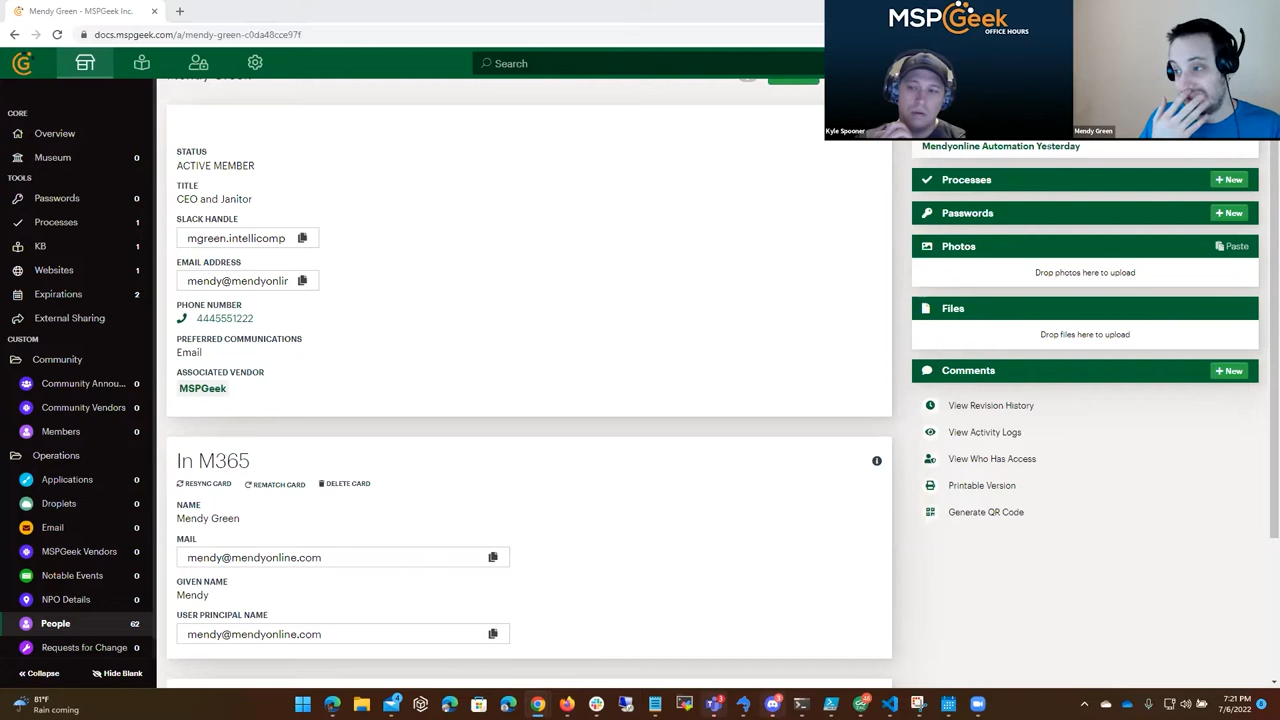 Mendy Green - MSPGeek Inc.
docs.mspgeek.com/a/mendy-green-c0da48cce97f
Search
MSPGeek
OFFICE HOURS
Kyle Spooner
Mendy Green
CORE
Overview
Museum 0
TOOLS
Passwords 0
Processes 1
KB 1
Websites 1
Expirations 2
External Sharing
CUSTOM
Community
Community Annou... 0
Community Vendors 0
Members 0
Operations
Applications 0
Droplets 0
Email 0
MSPGeek Vendors 0
Notable Events 0
NPO Details 0
People 62
Requests for Change 0
Collapse
Hide Blank
Mendy Green
STATUS
ACTIVE MEMBER
TITLE
CEO and Janitor
SLACK HANDLE
mgreen.intellicomp
EMAIL ADDRESS
mendy@mendyonlir
PHONE NUMBER
4445551222
PREFERRED COMMUNICATIONS
Email
ASSOCIATED VENDOR
MSPGeek
In M365
RESYNC CARD
REMATCH CARD
DELETE CARD
NAME
Mendy Green
MAIL
mendy@mendyonline.com
GIVEN NAME
Mendy
USER PRINCIPAL NAME
mendy@mendyonline.com
Mendyonline Automation Yesterday
Processes + New
Passwords + New
Photos Paste
Drop photos here to upload
Files
Drop files here to upload
Comments + New
View Revision History
View Activity Logs
View Who Has Access
Printable Version
Generate QR Code
81°F
Rain coming
7:21 PM
7/6/2022